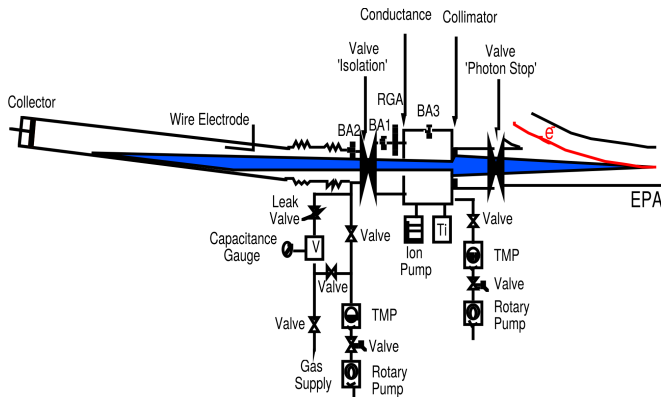 Conductance
Collimator
Valve
'Isolation'
Valve
'Photon Stop'
RGA
BA3
BA1
BA2
Collector
Wire Electrode
e
EPA
Leak
Valve
Capacitance
Gauge
V
Valve
Ion
Pump
Ti
Valve
TMP
Valve
Rotary
Pump
Valve
Valve
TMP
Valve
Gas
Supply
Rotary
Pump